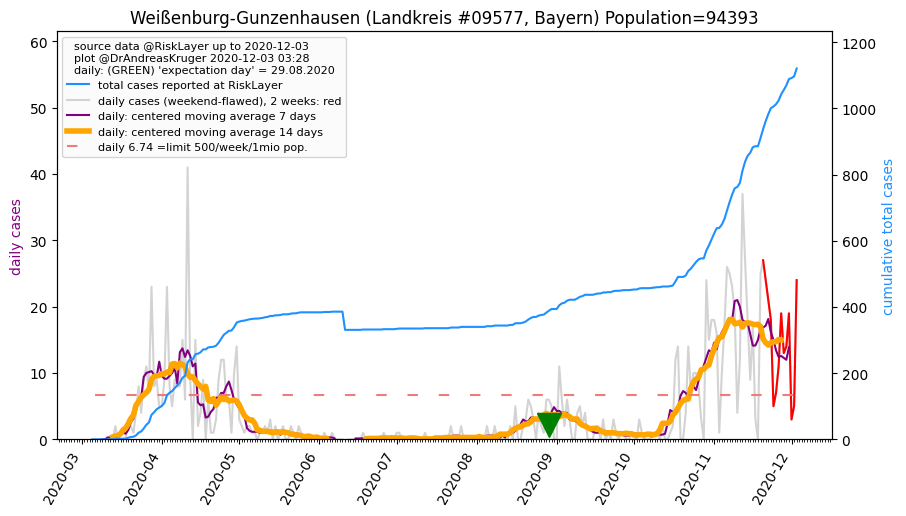 Weißenburg-Gunzenhausen (Landkreis #09577, Bayern) Population=94393
source data @RiskLayer up to 2020-12-03
plot @DrAndreasKruger 2020-12-03 03:28
daily: (GREEN) 'expectation day' = 29.08.2020
total cases reported at RiskLayer
daily cases (weekend-flawed), 2 weeks: red
daily: centered moving average 7 days
daily: centered moving average 14 days
daily 6.74 =limit 500/week/1mio pop.
daily cases
60
50
40
30
20
10
0
cumulative total cases
1200
1000
800
600
400
200
0
2020-03
2020-04
2020-05
2020-06
2020-07
2020-08
2020-09
2020-10
2020-11
2020-12